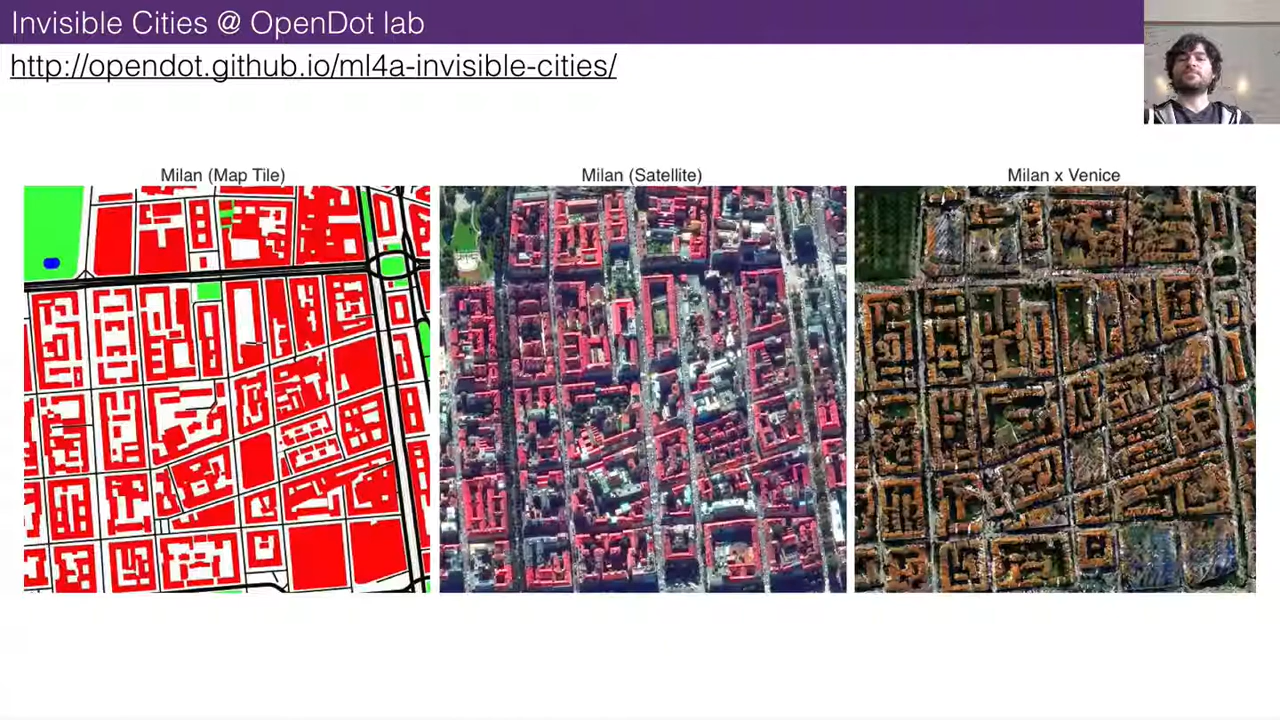 Invisible Cities @ OpenDot lab
http://opendot.github.io/ml4a-invisible-cities/
Milan (Map Tile)
Milan (Satellite)
Milan x Venice